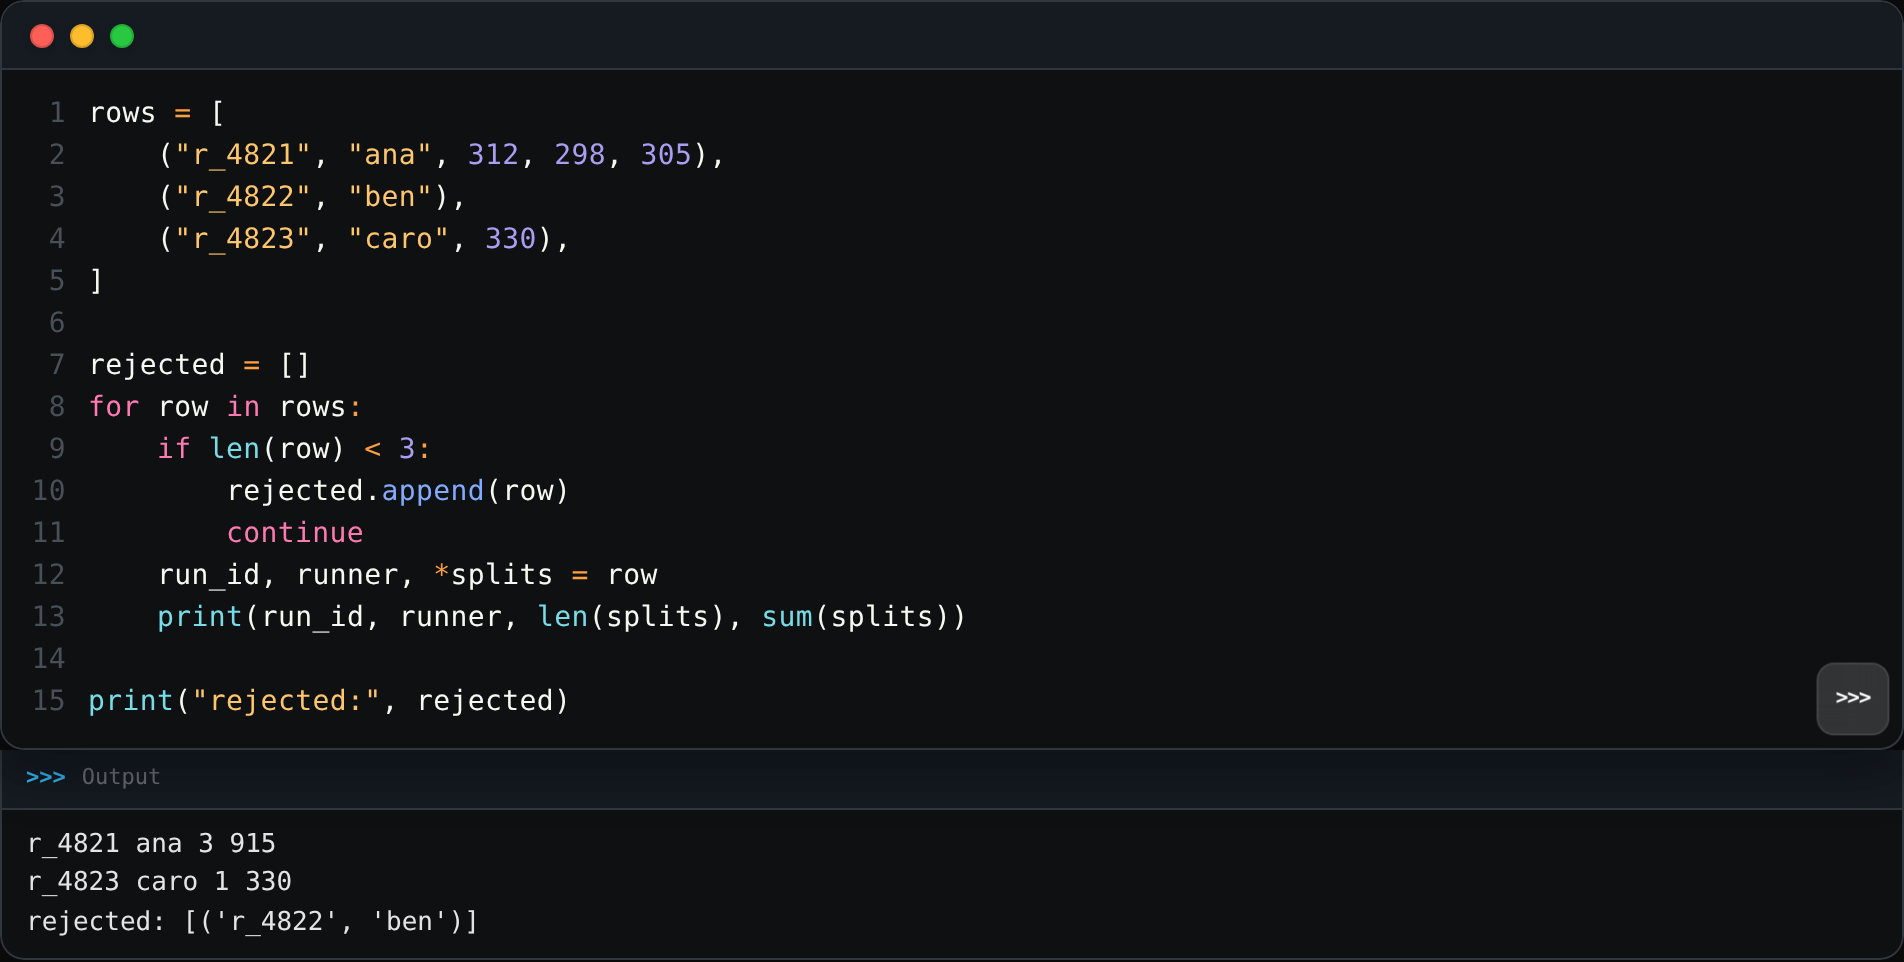 1 rows = [
2     ("r_4821", "ana", 312, 298, 305),
3     ("r_4822", "ben"),
4     ("r_4823", "caro", 330),
5 ]
6
7 rejected = []
8 for row in rows:
9     if len(row) < 3:
10         rejected.append(row)
11         continue
12     run_id, runner, *splits = row
13     print(run_id, runner, len(splits), sum(splits))
14
15 print("rejected:", rejected)
>>>
>>> Output
r_4821 ana 3 915
r_4823 caro 1 330
rejected: [('r_4822', 'ben')]